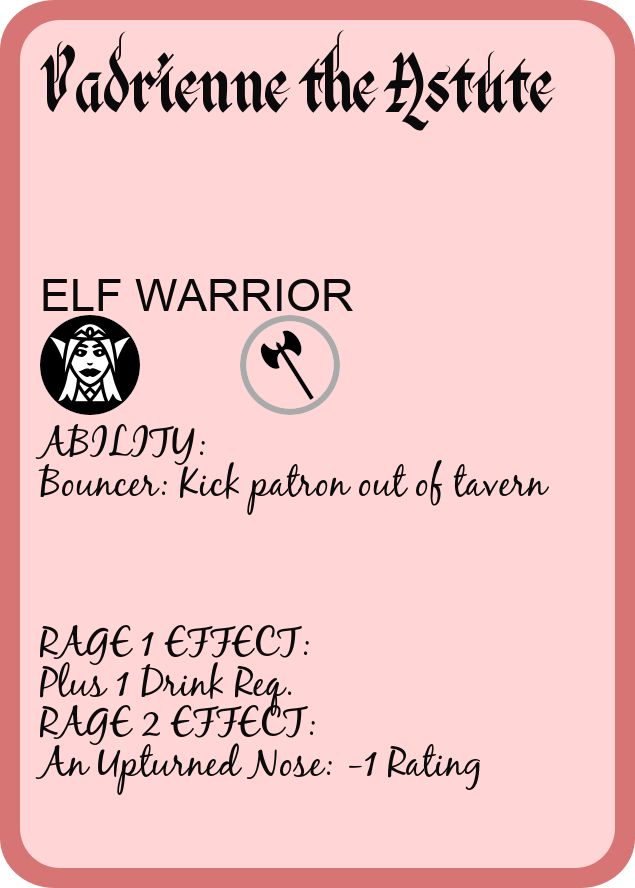 Vadrienne the Astute
ELF WARRIOR
ABILITY:
Bouncer: Kick patron out of tavern
RAGE 1 EFFECT:
Plus 1 Drink Req.
RAGE 2 EFFECT:
An Upturned Nose: -1 Rating